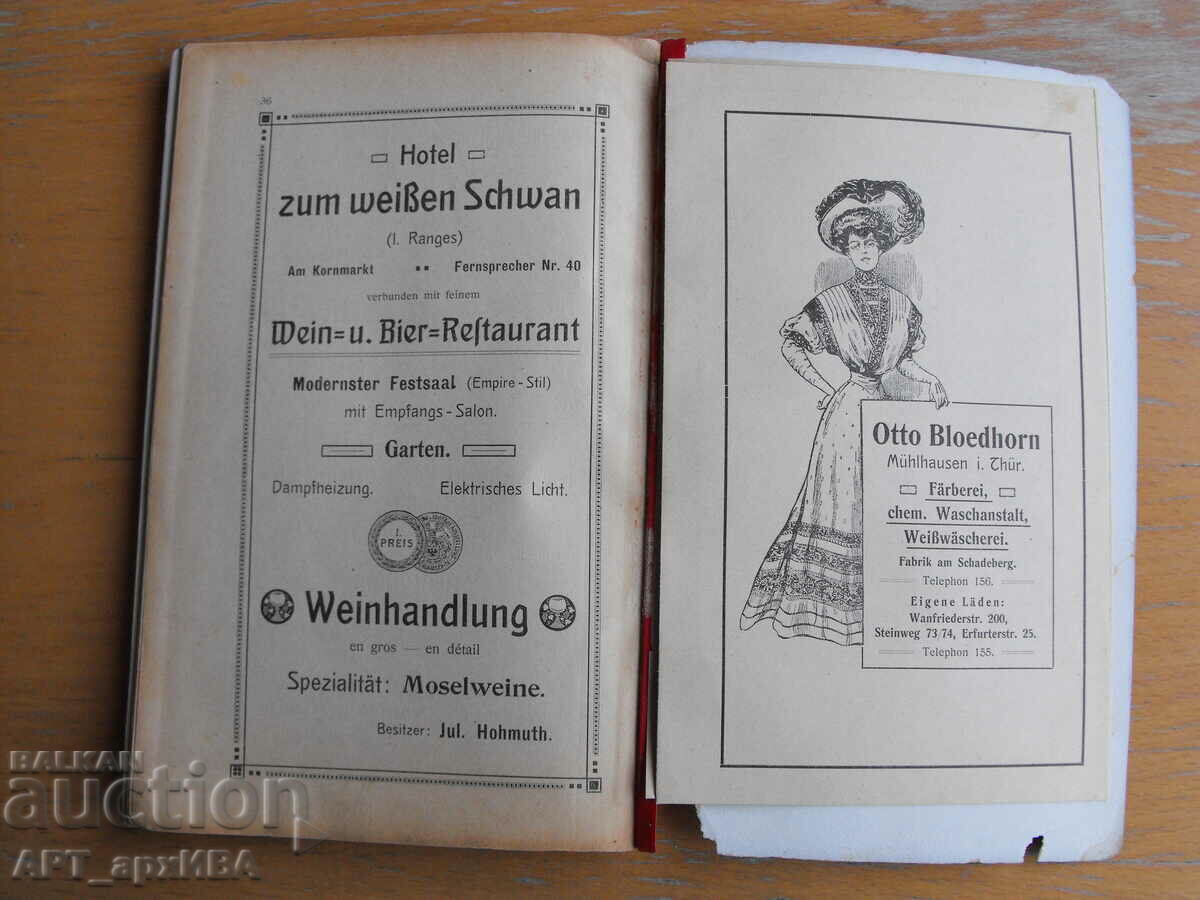 36
Hotel
zum weißen Schwan
(I. Ranges)
Am Kornmarkt Fernsprecher Nr. 40
verbunden mit feinem
Wein=u. Bier=Reſtaurant
Modernster Festsaal (Empire-Stil)
mit Empfangs-Salon.
Garten.
Dampfheizung. Elektrisches Licht.
I.
PREIS
Weinhandlung
en gros — en détail
Spezialität: Moselweine.
Besitzer: Jul. Hohmuth.
Otto Bloedhorn
Mühlhausen i. Thür.
Färberei,
chem. Waschanstalt,
Weißwäscherei.
Fabrik am Schadeberg.
Telephon 156.
Eigene Läden:
Wanfriederstr. 200,
Steinweg 73/74, Erfurterstr. 25.
Telephon 155.
BALKAN
auction
АРТ_архИВА